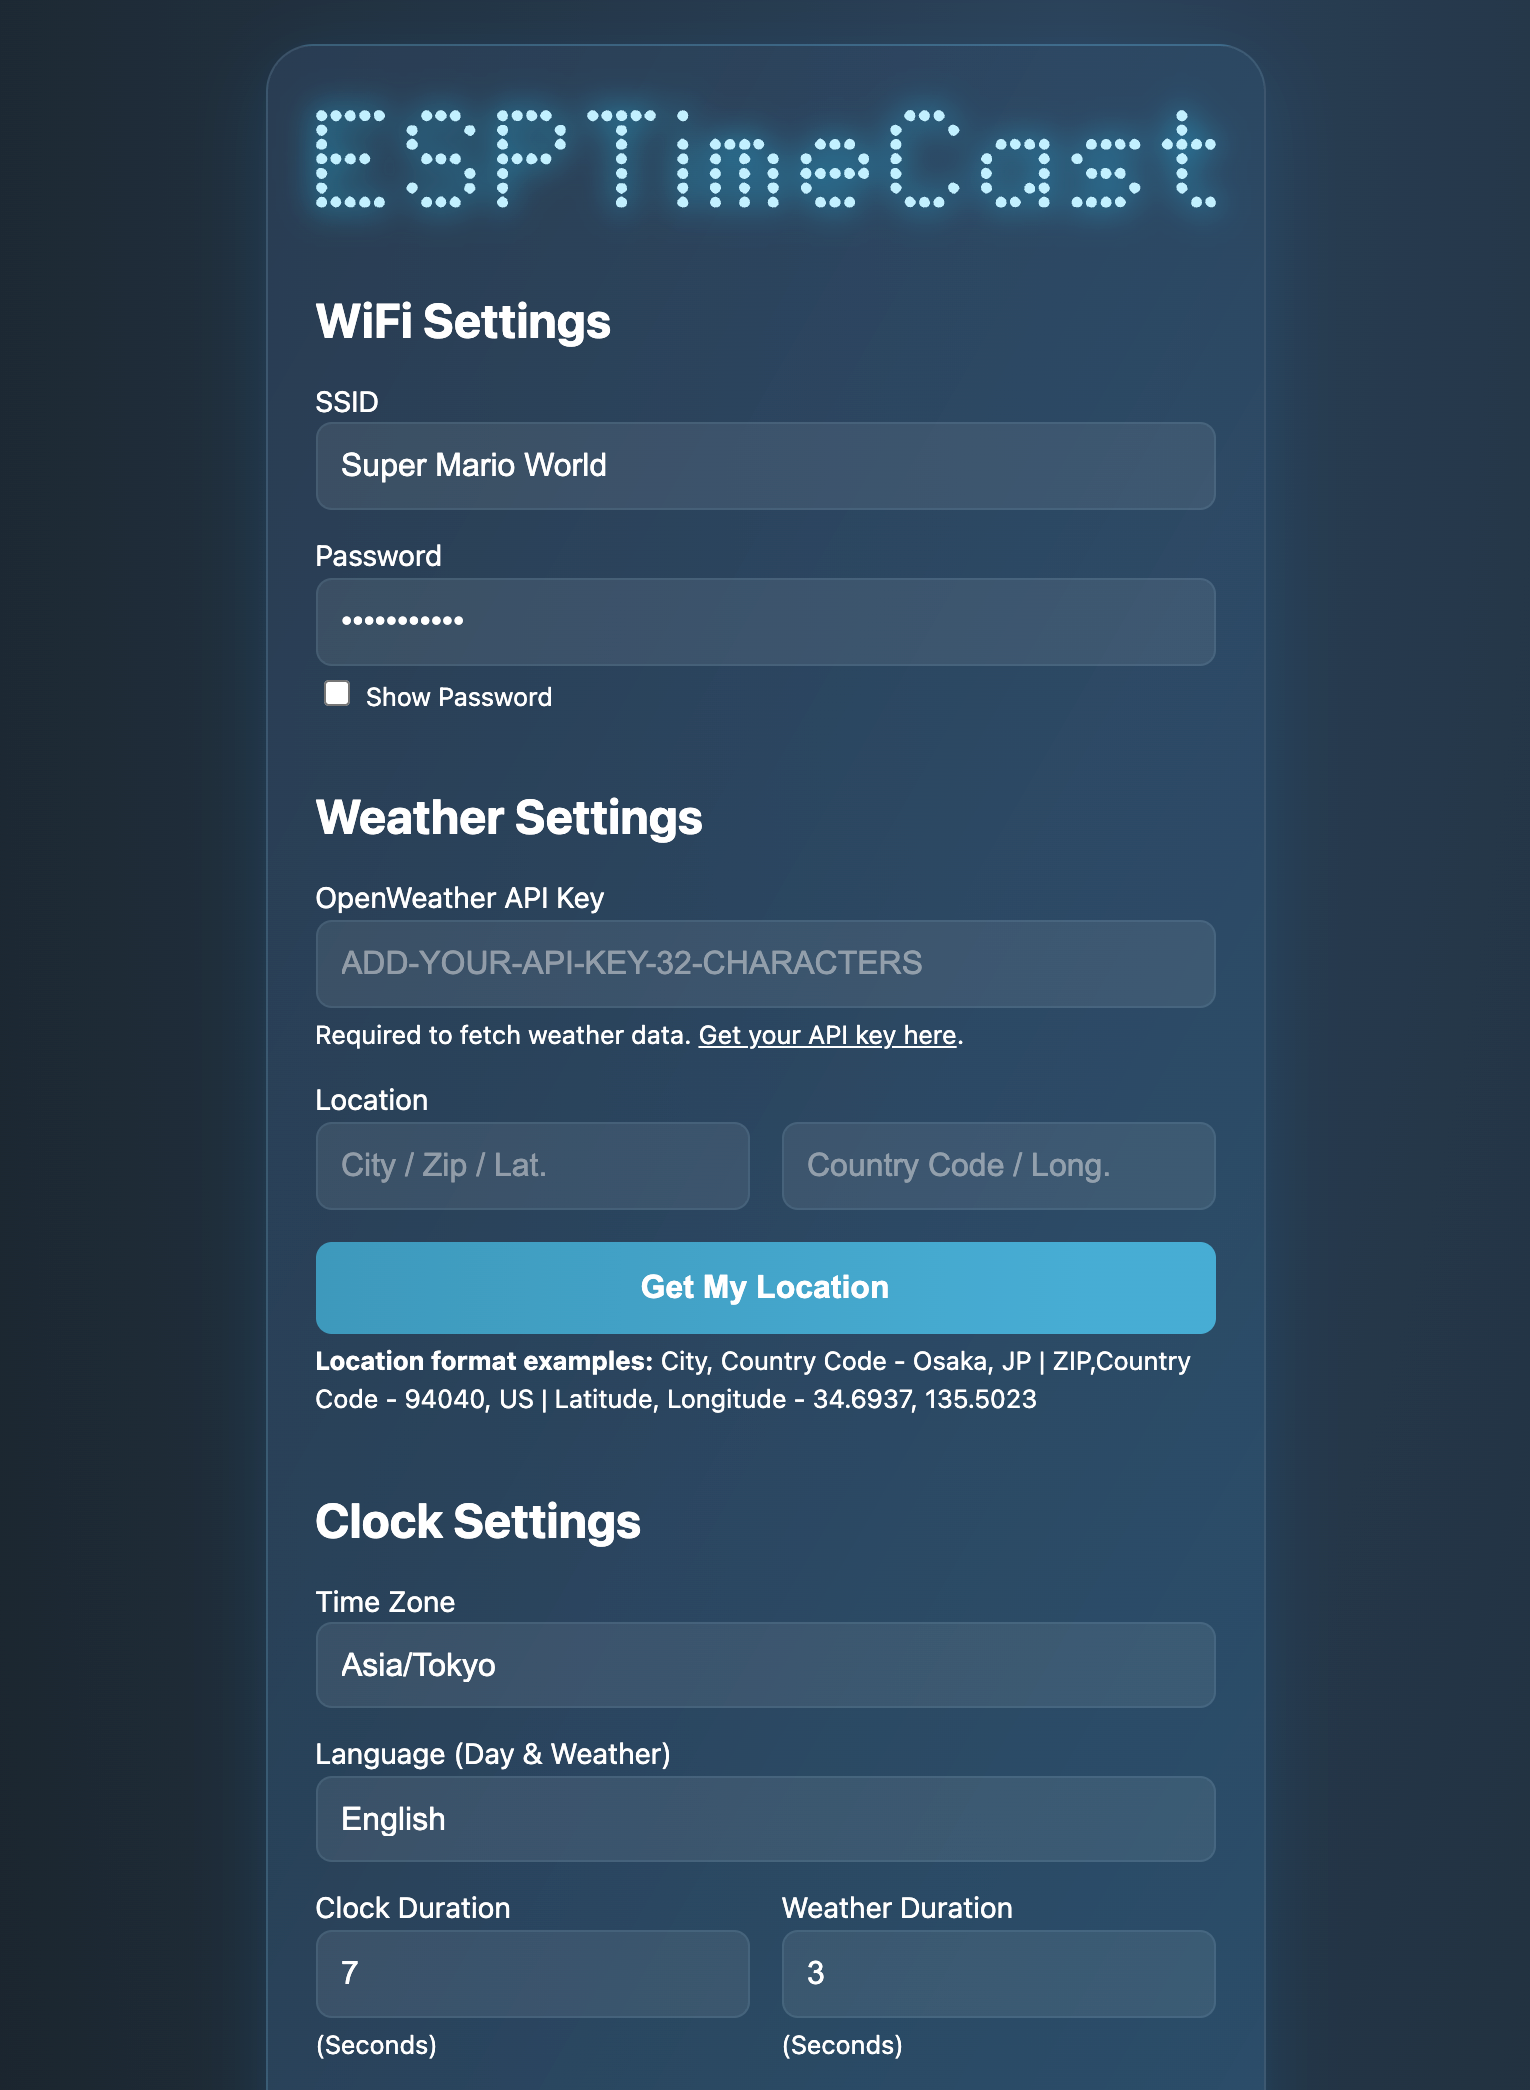 ESPTimeCast
WiFi Settings
SSID
Super Mario World
Password
•••••••••••
Show Password
Weather Settings
OpenWeather API Key
ADD-YOUR-API-KEY-32-CHARACTERS
Required to fetch weather data. Get your API key here.
Location
City / Zip / Lat.
Country Code / Long.
Get My Location
Location format examples: City, Country Code - Osaka, JP | ZIP,Country
Code - 94040, US | Latitude, Longitude - 34.6937, 135.5023
Clock Settings
Time Zone
Asia/Tokyo
Language (Day & Weather)
English
Clock Duration
7
(Seconds)
Weather Duration
3
(Seconds)